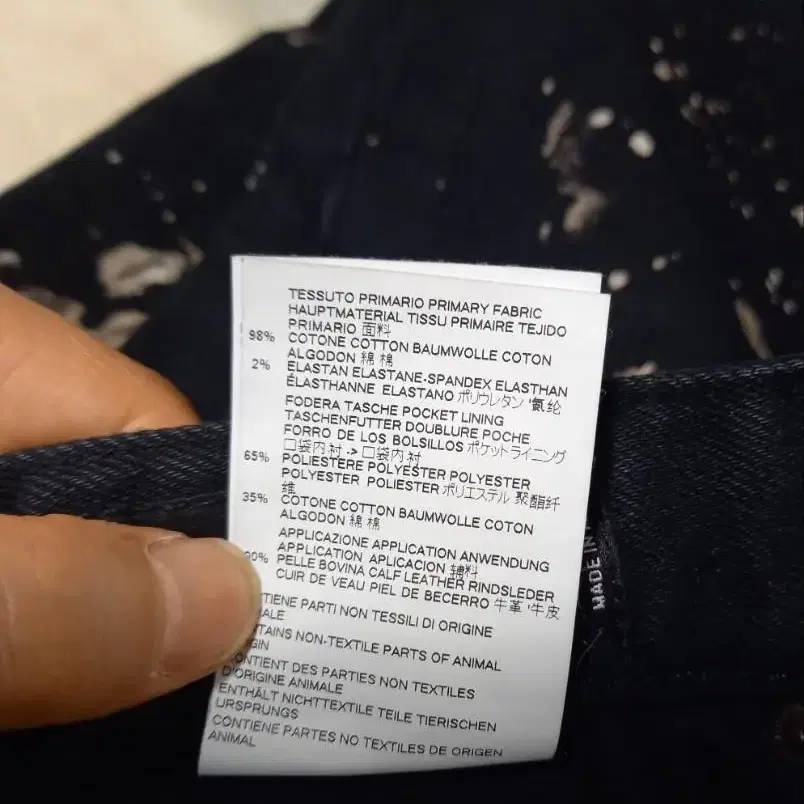 TESSUTO PRIMARIO PRIMARY FABRIC
HAUPTMATERIAL TISSU PRIMAIRE TEJIDO
PRIMARIO 面料
98% COTONE COTTON BAUMWOLLE COTON
ALGODON 綿 棉
2% ELASTAN ELASTANE-SPANDEX ELASTHAN
ÉLASTHANNE ELASTANO ポリウレタン '氨纶
FODERA TASCHE POCKET LINING
TASCHENFUTTER DOUBLURE POCHE
FORRO DE LOS BOLSILLOS ポケットライニング
口袋内衬 -> 口袋内衬
65% POLIESTERE POLYESTER POLYESTER
POLYESTER POLIESTER ポリエステル 聚酯纤
维
35% COTONE COTTON BAUMWOLLE COTON
ALGODON 綿 棉
APPLICAZIONE APPLICATION ANWENDUNG
APPLICATION APLICACION 辅料
00% PELLE BOVINA CALF LEATHER RINDSLEDER
CUIR DE VEAU PIEL DE BECERRO 牛革 '牛皮
TIENE PARTI NON TESSILI DI ORIGINE
ALE
NTAINS NON-TEXTILE PARTS OF ANIMAL
GIN
CONTIENT DES PARTIES NON TEXTILES
D'ORIGINE ANIMALE
ENTHÄLT NICHTTEXTILE TEILE TIERISCHEN
URSPRUNGS
CONTIENE PARTES NO TEXTILES DE ORIGEN
ANIMAL
MADE IN